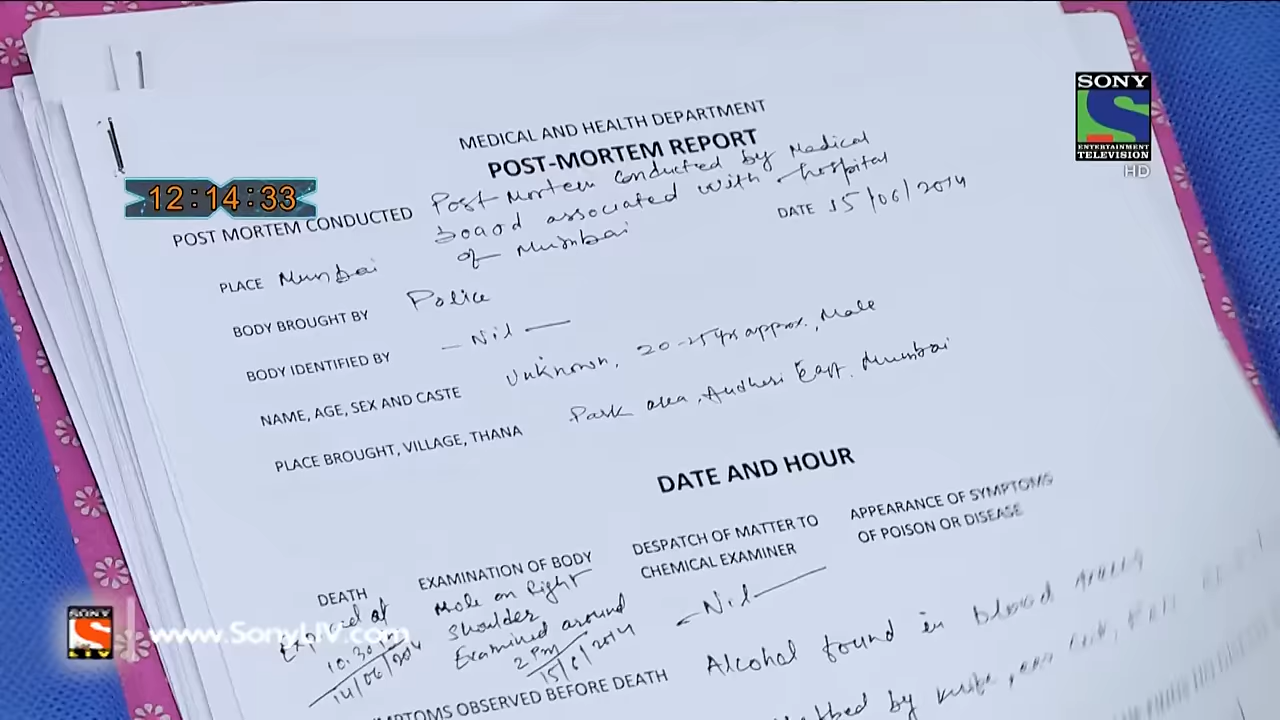 SONY
ENTERTAINMENT
TELEVISION
HD
MEDICAL AND HEALTH DEPARTMENT
POST-MORTEM REPORT
12:14:33
POST MORTEM CONDUCTED Post Mortem conducted by Medical
board associated with hospital
of Mumbai
DATE 15/06/2014
PLACE Mumbai
BODY BROUGHT BY Police
BODY IDENTIFIED BY - Nil -
NAME, AGE, SEX AND CASTE Unknown, 20-25 yrs approx., Male
PLACE BROUGHT, VILLAGE, THANA Park area, Andheri East. Mumbai
DATE AND HOUR
DEATH
Expired at
10.30
14/06/2014
EXAMINATION OF BODY
Mole on Right
shoulder
Examined around
2 PM
15/6/2014
DESPATCH OF MATTER TO
CHEMICAL EXAMINER
- Nil -
APPEARANCE OF SYMPTOMS
OF POISON OR DISEASE
SYMPTOMS OBSERVED BEFORE DEATH Alcohol found in blood
by
SONY
LIV
www.SonyLIV.com